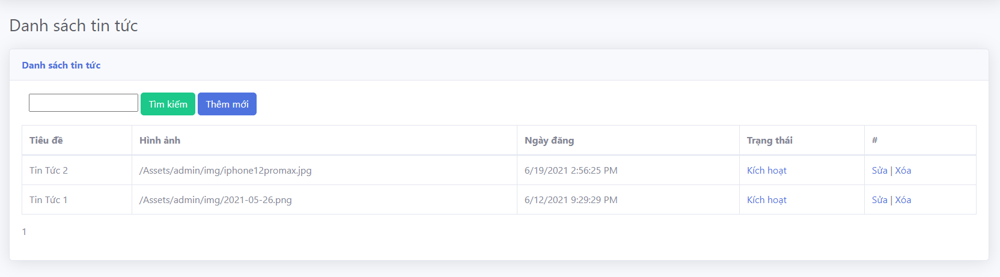 Danh sách tin tức
Danh sách tin tức
Tìm kiếm Thêm mới
Tiêu đề Hình ảnh Ngày đăng Trạng thái #
Tin Tức 2 /Assets/admin/img/iphone12promax.jpg 6/19/2021 2:56:25 PM Kích hoạt Sửa | Xóa
Tin Tức 1 /Assets/admin/img/2021-05-26.png 6/12/2021 9:29:29 PM Kích hoạt Sửa | Xóa
1